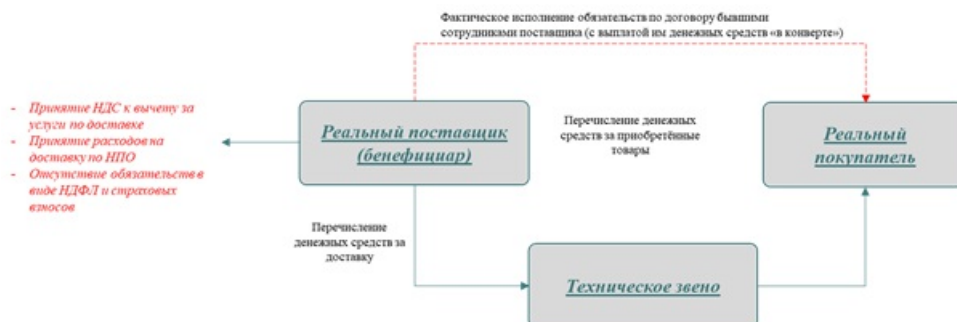 Фактическое исполнение обязательств по договору бывшими
сотрудниками поставщика (с выплатой им денежных средств «в конверте»)
- Принятие НДС к вычету за
услуги по доставке
- Принятие расходов на
доставку по НПО
- Отсутствие обязательств в
виде НДФЛ и страховых
взносов
Реальный поставщик
(бенефициар)
Перечисление денежных
средств за приобретённые
товары
Реальный
покупатель
Перечисление
денежных средств за
доставку
Техническое звено